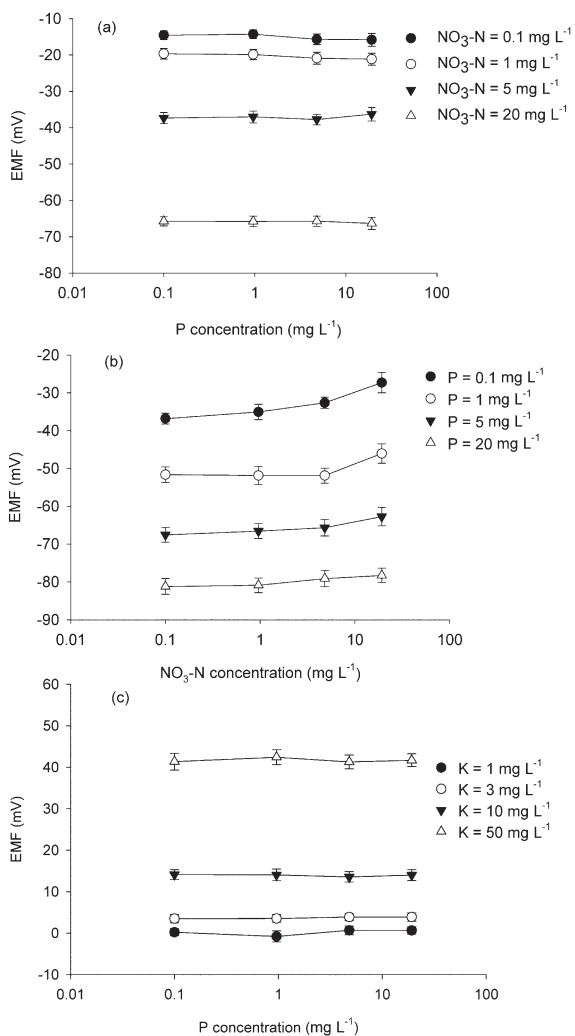 (a)
-10
-20
-30
-40
-50
-60
-70
-80
EMF (mV)
0.01 0.1 1 10 100
P concentration (mg L⁻¹)
NO₃-N = 0.1 mg L⁻¹
NO₃-N = 1 mg L⁻¹
NO₃-N = 5 mg L⁻¹
NO₃-N = 20 mg L⁻¹
(b)
-20
-30
-40
-50
-60
-70
-80
-90
EMF (mV)
0.01 0.1 1 10 100
NO₃-N concentration (mg L⁻¹)
P = 0.1 mg L⁻¹
P = 1 mg L⁻¹
P = 5 mg L⁻¹
P = 20 mg L⁻¹
(c)
60
50
40
30
20
10
0
-10
EMF (mV)
0.01 0.1 1 10 100
P concentration (mg L⁻¹)
K = 1 mg L⁻¹
K = 3 mg L⁻¹
K = 10 mg L⁻¹
K = 50 mg L⁻¹